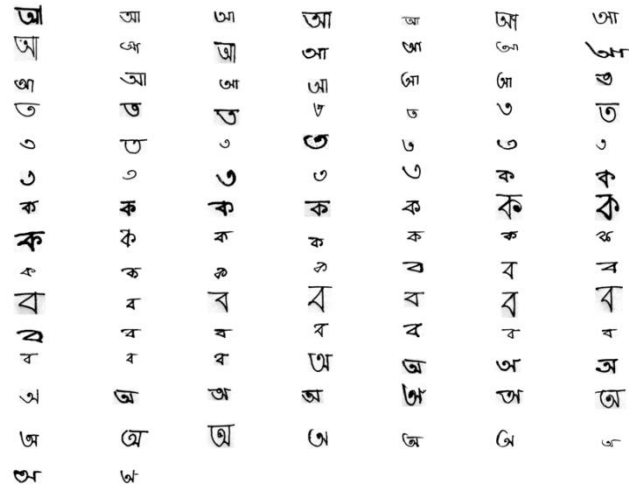 আ আ আ আ আ আ আ
আ আ আ আ আ আ আ
আ আ আ আ আ আ ত
ত ত ত ত ত ত ত
ত ত ত ত ত ত ত
ত ত ত ত ত ক ক
ক ক ক ক ক ক ক
ক ক ক ক ক ক ক
ক ক ক ক ব ব ব
ব ব ব ব ব ব ব
ব ব ব ব ব ব ব
ব ব ব অ অ অ অ
অ অ অ অ অ অ অ
অ অ অ অ অ অ অ
অ অ